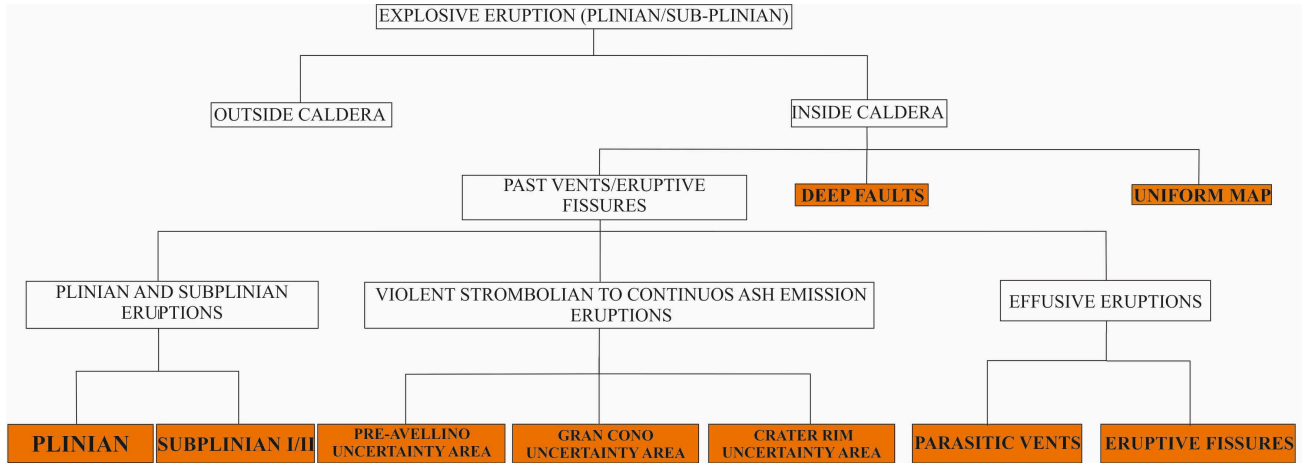 EXPLOSIVE ERUPTION (PLINIAN/SUB-PLINIAN)
OUTSIDE CALDERA
INSIDE CALDERA
PAST VENTS/ERUPTIVE
FISSURES
DEEP FAULTS
UNIFORM MAP
PLINIAN AND SUBPLINIAN
ERUPTIONS
VIOLENT STROMBOLIAN TO CONTINUOS ASH EMISSION
ERUPTIONS
EFFUSIVE ERUPTIONS
PLINIAN
SUBPLINIAN I/II
PRE-AVELLINO
UNCERTAINTY AREA
GRAN CONO
UNCERTAINTY AREA
CRATER RIM
UNCERTAINTY AREA
PARASITIC VENTS
ERUPTIVE FISSURES